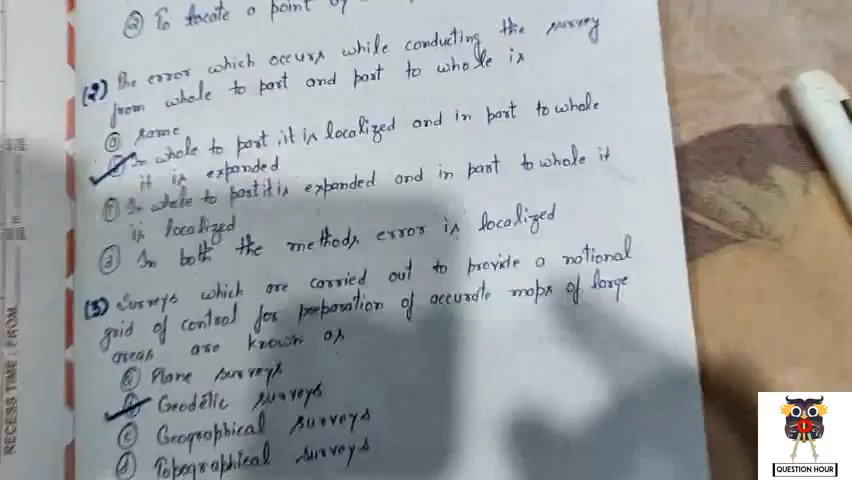 ② To locate a point by
(2) The error which occurs while conducting the survey
from whole to part and part to whole is
ⓐ same
ⓑ In whole to part, it is localized and in part to whole
it is expanded
ⓒ In whole to part it is expanded and in part to whole it
is localized
ⓓ In both the methods error is localized
(3) Surveys which are carried out to provide a national
grid of control for preparation of accurate maps of large
areas are known as
ⓐ Plane surveys
ⓑ Geodetic surveys
ⓒ Geographical surveys
ⓓ Topographical surveys
RECESS TIME : FROM
QUESTION HOUR